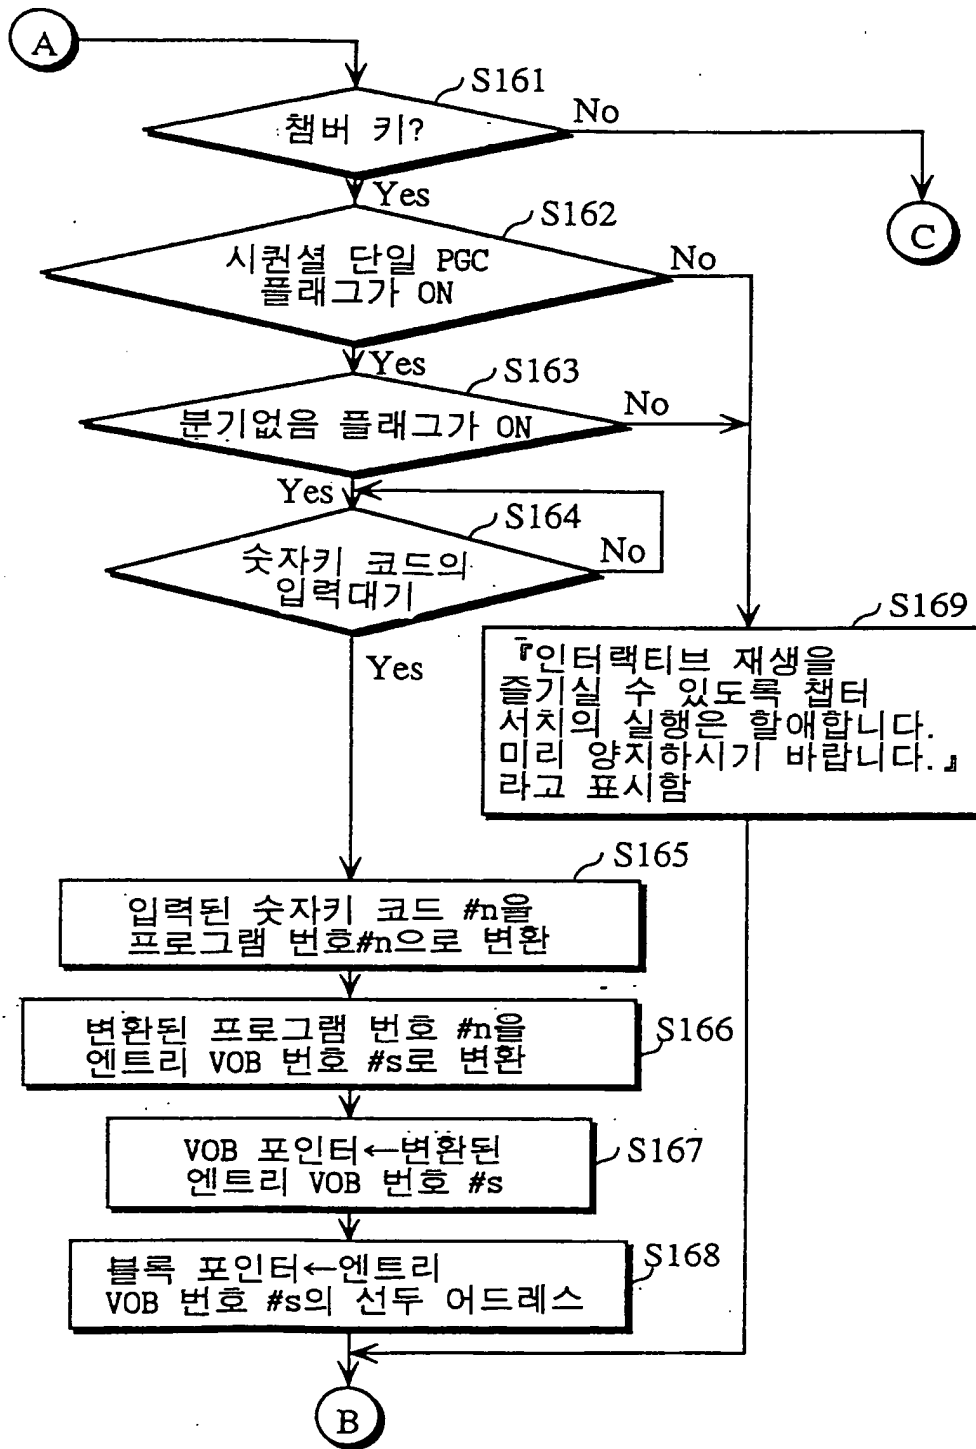 A
S161
챔버 키?
No
Yes
C
S162
시퀀셜 단일 PGC
플래그가 ON
No
Yes
S163
분기없음 플래그가 ON
No
Yes
S164
숫자키 코드의
입력대기
No
Yes
S169
『인터랙티브 재생을
즐기실 수 있도록 챕터
서치의 실행은 할애합니다.
미리 양지하시기 바랍니다.』
라고 표시함
S165
입력된 숫자키 코드 #n을
프로그램 번호#n으로 변환
S166
변환된 프로그램 번호 #n을
엔트리 VOB 번호 #s로 변환
S167
VOB 포인터←변환된
엔트리 VOB 번호 #s
S168
블록 포인터←엔트리
VOB 번호 #s의 선두 어드레스
B